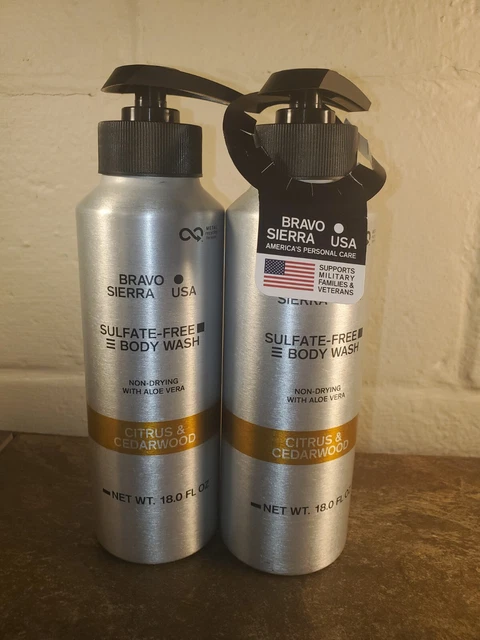 BRAVO
SIERRA USA
SULFATE-FREE
BODY WASH
NON-DRYING
WITH ALOE VERA
CITRUS &
CEDARWOOD
NET WT. 18.0 FL OZ
BRAVO
SIERRA USA
AMERICA'S PERSONAL CARE
SUPPORTS
MILITARY
FAMILIES &
VETERANS
SIERRA
SULFATE-FREE
BODY WASH
NON-DRYING
WITH ALOE VERA
CITRUS &
CEDARWOOD
NET WT. 18.0 FL OZ